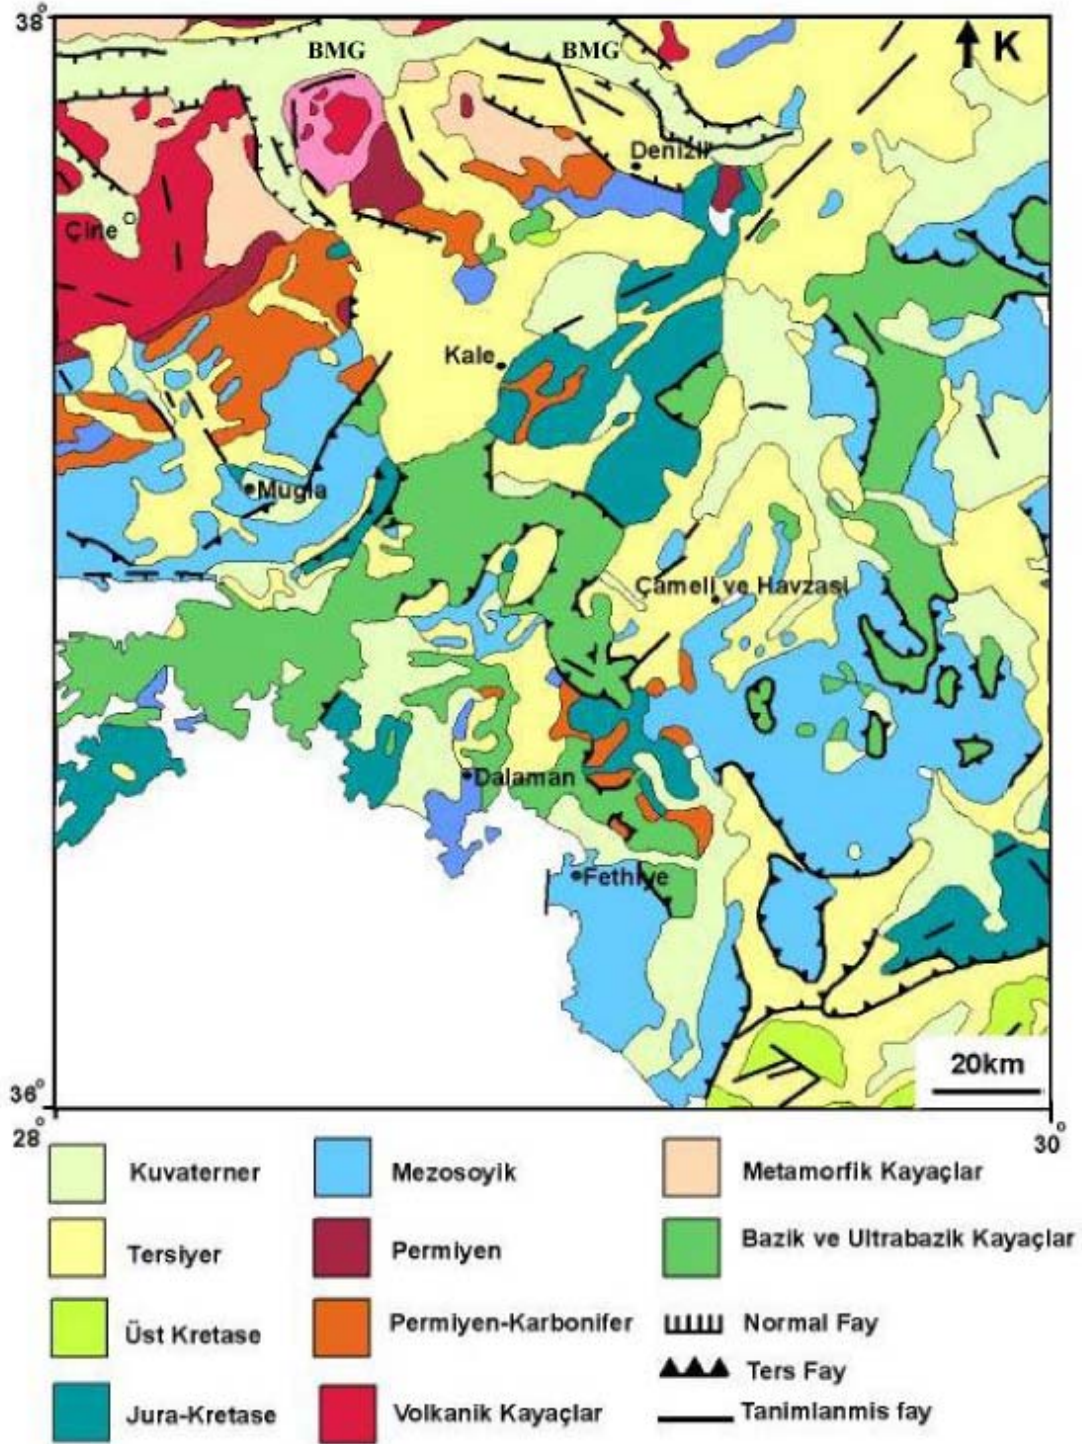 38°
BMG
BMG
K
Denizli
Çine
Kale
Mugla
Çameli ve Havzasi
Dalaman
Fethiye
20km
36°
28°
30°
Kuvaterner
Mezosoyik
Metamorfik Kayaçlar
Tersiyer
Permiyen
Bazik ve Ultrabazik Kayaçlar
Üst Kretase
Permiyen-Karbonifer
Normal Fay
Ters Fay
Jura-Kretase
Volkanik Kayaçlar
Tanimlanmis fay